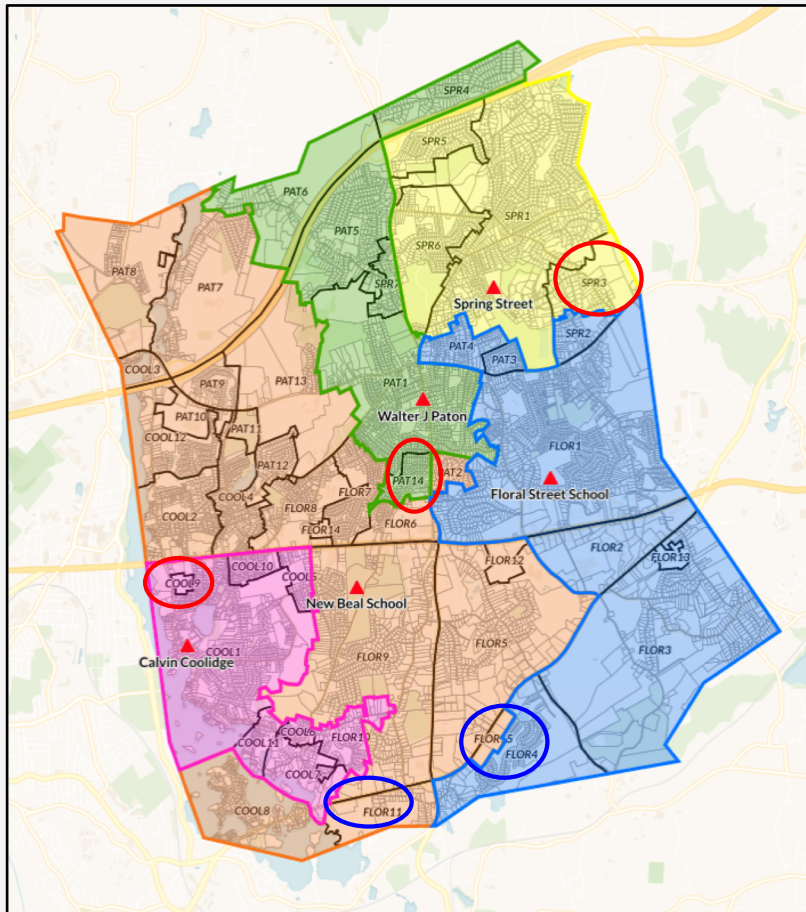 SPR4
SPR5
PAT6
PAT5
SPR1
SPR6
PAT8
PAT7
SPR7
SPR3
Spring Street
PAT4
SPR2
PAT3
COOL3
PAT9
PAT13
PAT1
PAT10
Walter J Paton
PAT11
COOL12
FLOR1
PAT12
PAT2
PAT14
COOL4
FLOR7
Floral Street School
COOL2
FLOR8
FLOR14
FLOR6
FLOR2
FLOR13
COOL10
FLOR12
COOL9
COOL5
New Beal School
FLOR5
COOL1
FLOR3
Calvin Coolidge
FLOR9
COOL6
FLOR10
COOL11
FLOR4
COOL7
COOL8
FLOR11